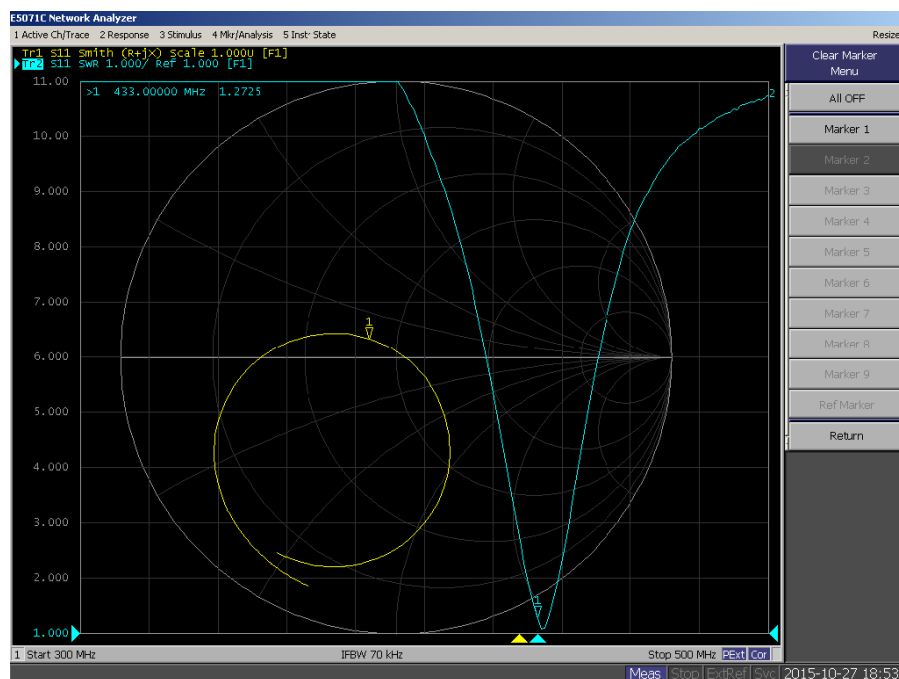 E5071C Network Analyzer
1 Active Ch/Trace 2 Response 3 Stimulus 4 Mkr/Analysis 5 Instr State
Resize
Tr1 S11 Smith (R+jX) Scale 1.000U [F1]
Tr2 S11 SWR 1.000/ Ref 1.000 [F1]
>1 433.00000 MHz 1.2725
11.00
10.00
9.000
8.000
7.000
6.000
5.000
4.000
3.000
2.000
1.000
2
1
1
Clear Marker
Menu
All OFF
Marker 1
Marker 2
Marker 3
Marker 4
Marker 5
Marker 6
Marker 7
Marker 8
Marker 9
Ref Marker
Return
1 Start 300 MHz
IFBW 70 kHz
Stop 500 MHz PExt Cor
Meas Stop ExtRef Svc 2015-10-27 18:53